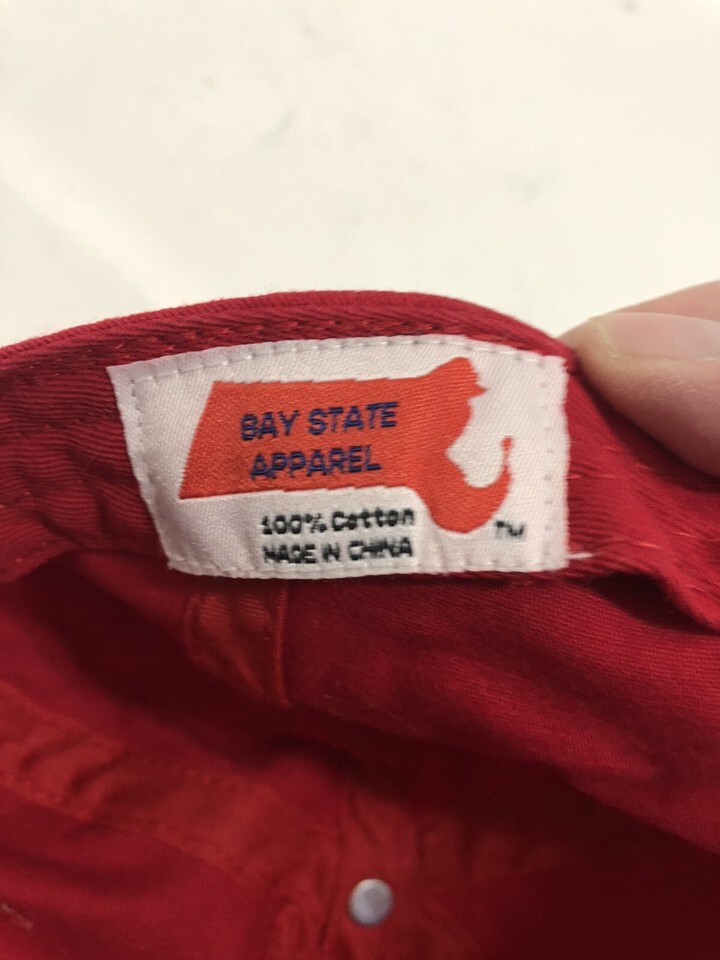 BAY STATE
APPAREL
100% Cotton
MADE IN CHINA
TM